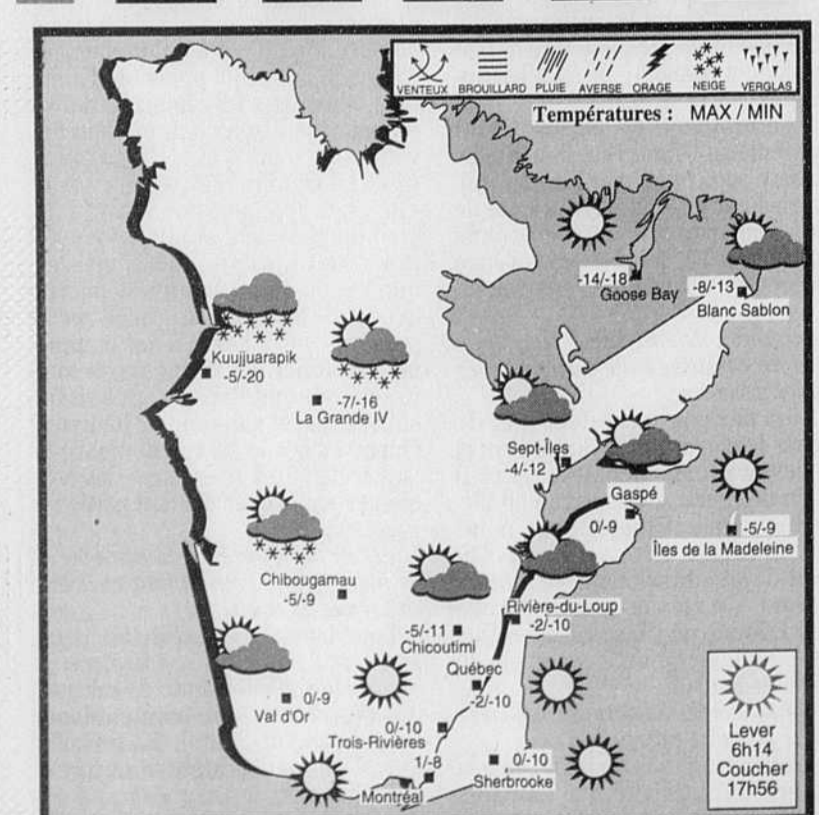 VENTEUX BROUILLARD PLUIE AVERSE ORAGE NEIGE VERGLAS
Températures : MAX / MIN
-14/-18
Goose Bay
-8/-13
Blanc Sablon
Kuujjuarapik
-5/-20
-7/-16
La Grande IV
Sept-Îles
-4/-12
Gaspé
0/-9
-5/-9
Îles de la Madeleine
Chibougamau
-5/-9
Rivière-du-Loup
-2/-10
-5/-11
Chicoutimi
Québec
-2/-10
0/-9
Val d'Or
0/-10
Trois-Rivières
1/-8
Montréal
0/-10
Sherbrooke
Lever
6h14
Coucher
17h56